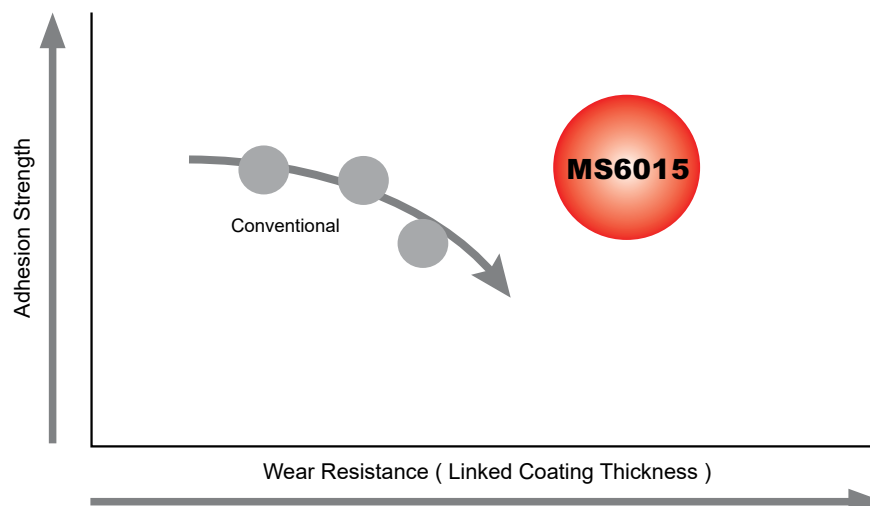 Adhesion Strength
MS6015
Conventional
Wear Resistance ( Linked Coating Thickness )